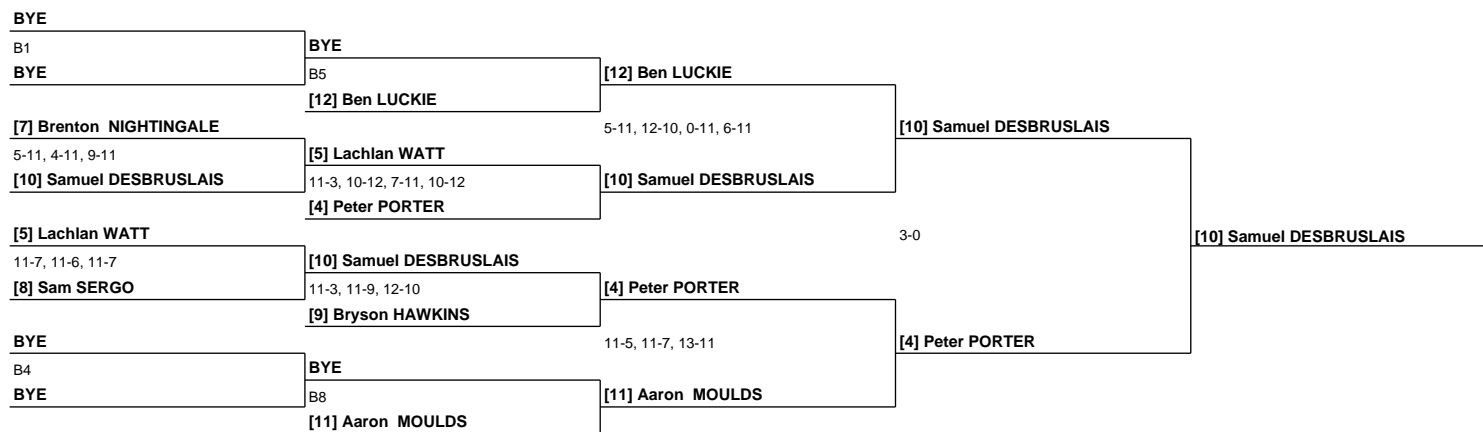 BYE
B1
BYE
BYE
B5
[12] Ben LUCKIE
[12] Ben LUCKIE
[7] Brenton  NIGHTINGALE
5-11, 4-11, 9-11
[10] Samuel DESBRUSLAIS
[5] Lachlan WATT
11-3, 10-12, 7-11, 10-12
[4] Peter PORTER
5-11, 12-10, 0-11, 6-11
[10] Samuel DESBRUSLAIS
[10] Samuel DESBRUSLAIS
[5] Lachlan WATT
11-7, 11-6, 11-7
[8] Sam SERGO
[10] Samuel DESBRUSLAIS
11-3, 11-9, 12-10
[9] Bryson HAWKINS
[4] Peter PORTER
3-0
[10] Samuel DESBRUSLAIS
BYE
B4
BYE
BYE
B8
[11] Aaron  MOULDS
11-5, 11-7, 13-11
[11] Aaron  MOULDS
[4] Peter PORTER